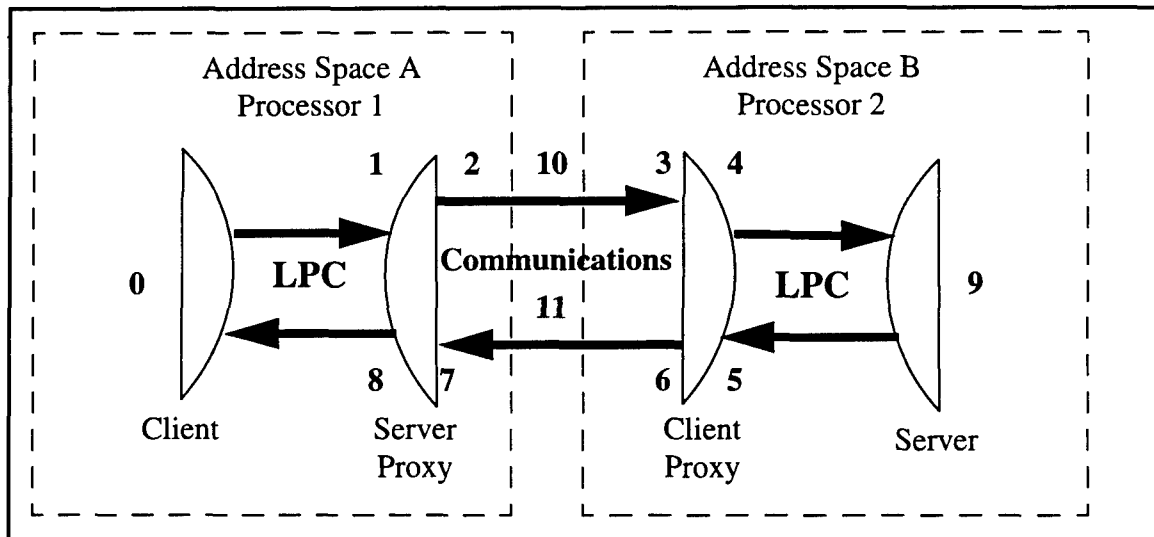 Address Space A
Processor 1
Address Space B
Processor 2
1
2
10
3
4
0
LPC
Communications
LPC
9
11
8
7
6
5
Client
Server
Proxy
Client
Proxy
Server